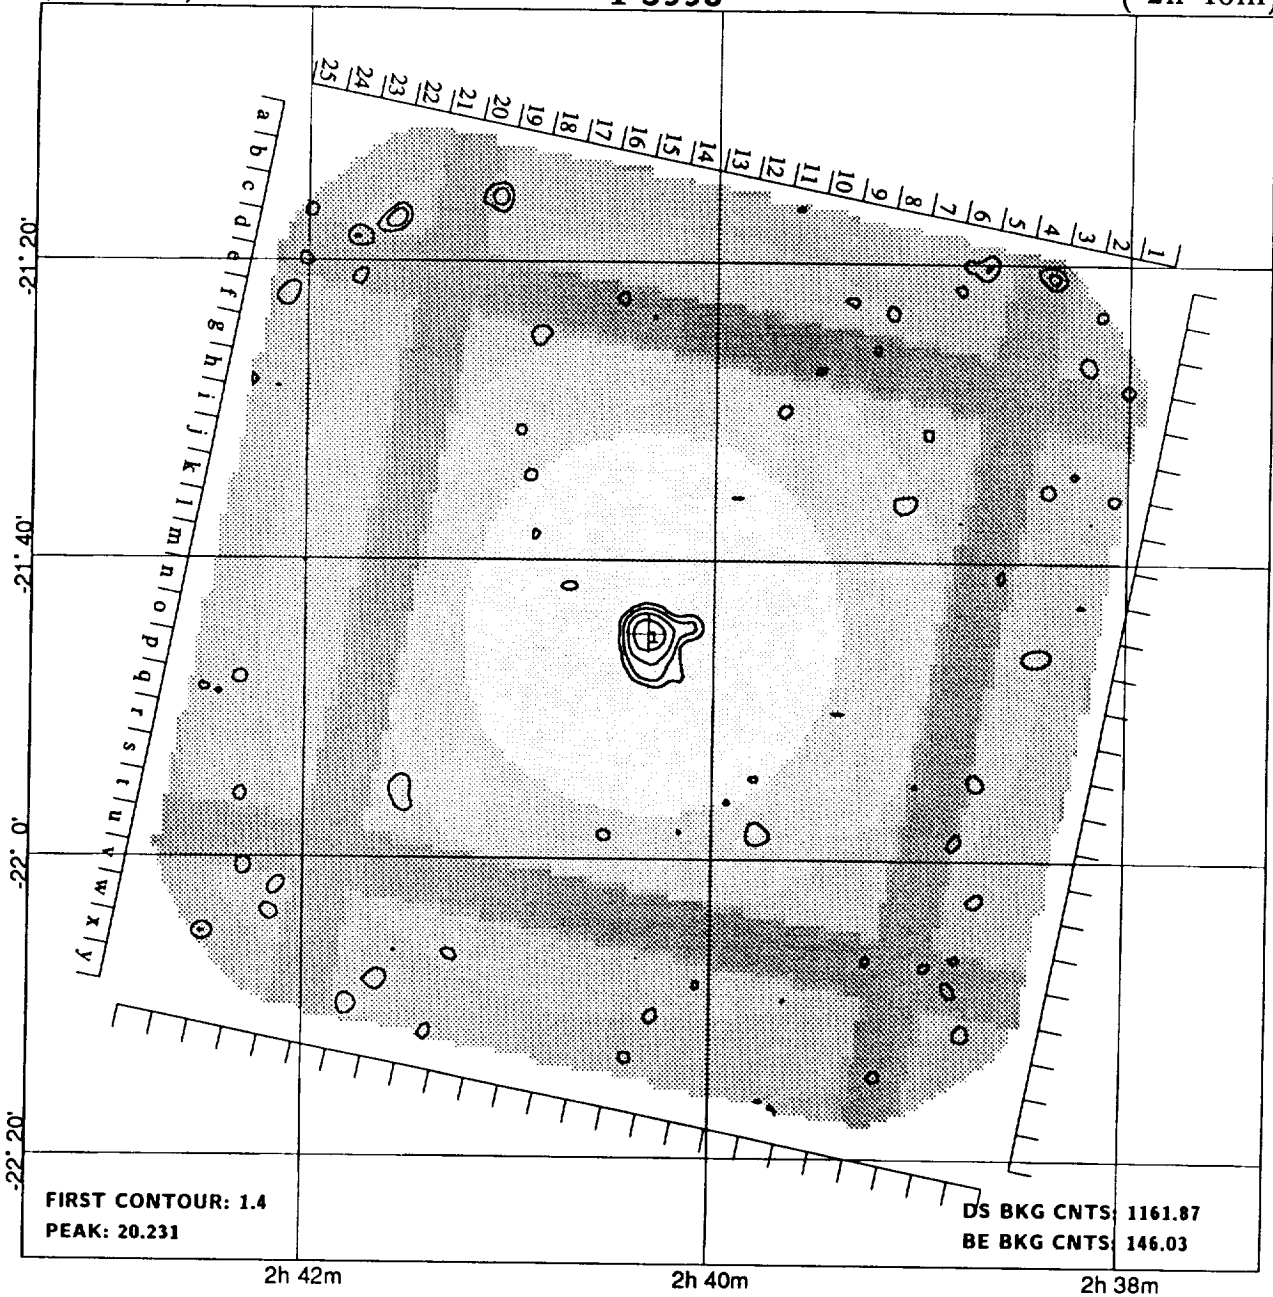 25 24 23 22 21 20 19 18 17 16 15 14 13 12 11 10 9 8 7 6 5 4 3 2 1
a b c d e f g h i j k l m n o p q r s t u v w x y
-21° 20'
-21° 40'
-22° 0'
-22° 20'
1
FIRST CONTOUR: 1.4
PEAK: 20.231
DS BKG CNTS: 1161.87
BE BKG CNTS: 146.03
2h 42m 2h 40m 2h 38m